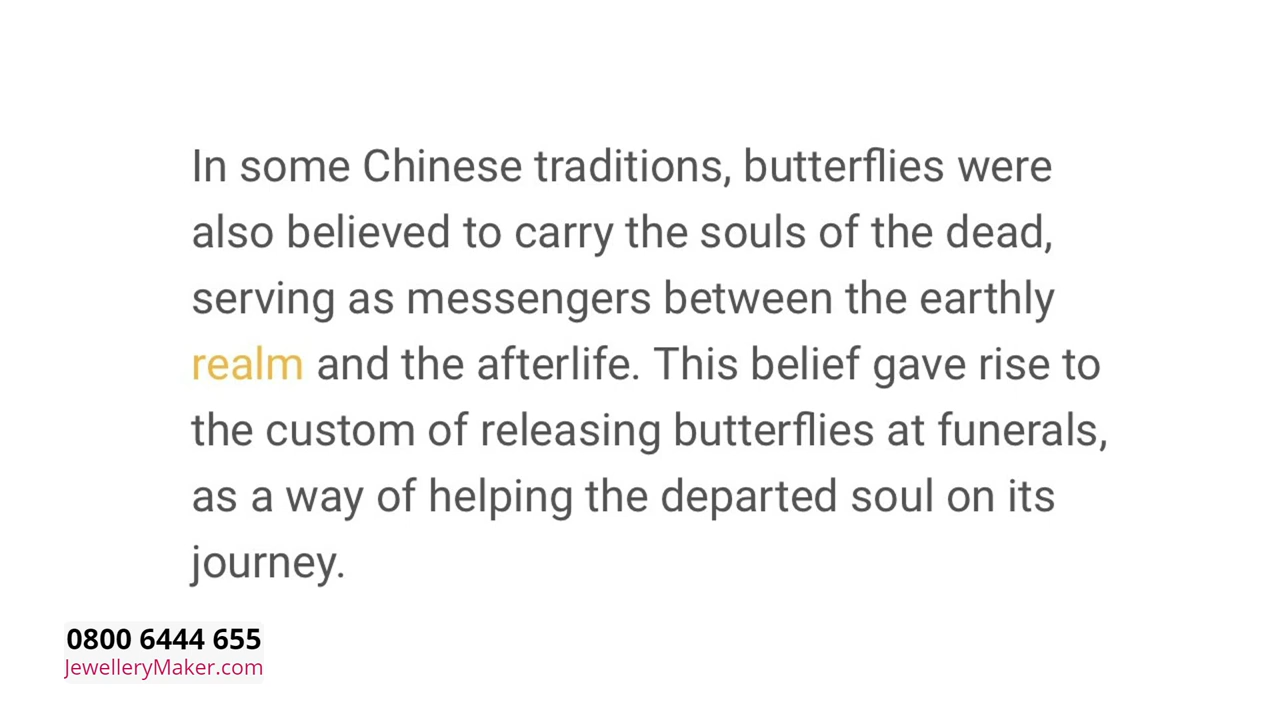 In some Chinese traditions, butterflies were
also believed to carry the souls of the dead,
serving as messengers between the earthly
realm and the afterlife. This belief gave rise to
the custom of releasing butterflies at funerals,
as a way of helping the departed soul on its
journey.
0800 6444 655
JewelleryMaker.com